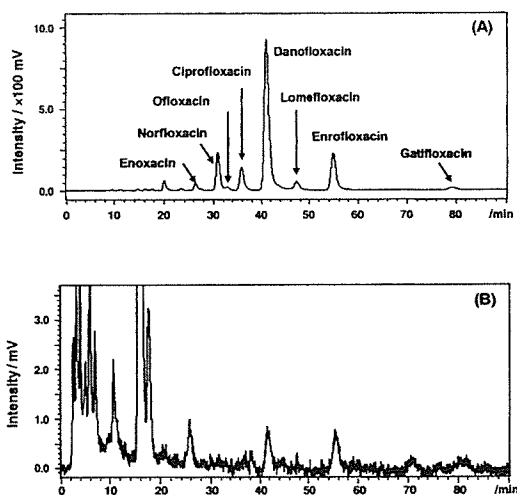 (A)
Intensity / ×100 mV
10.0
5.0
0.0
Danofloxacin
Ciprofloxacin
Lomefloxacin
Ofloxacin
Norfloxacin
Enrofloxacin
Enoxacin
Gatifloxacin
0 10 20 30 40 50 60 70 80 /min
(B)
Intensity / mV
3.0
2.0
1.0
0.0
0 10 20 30 40 50 60 70 80 /min